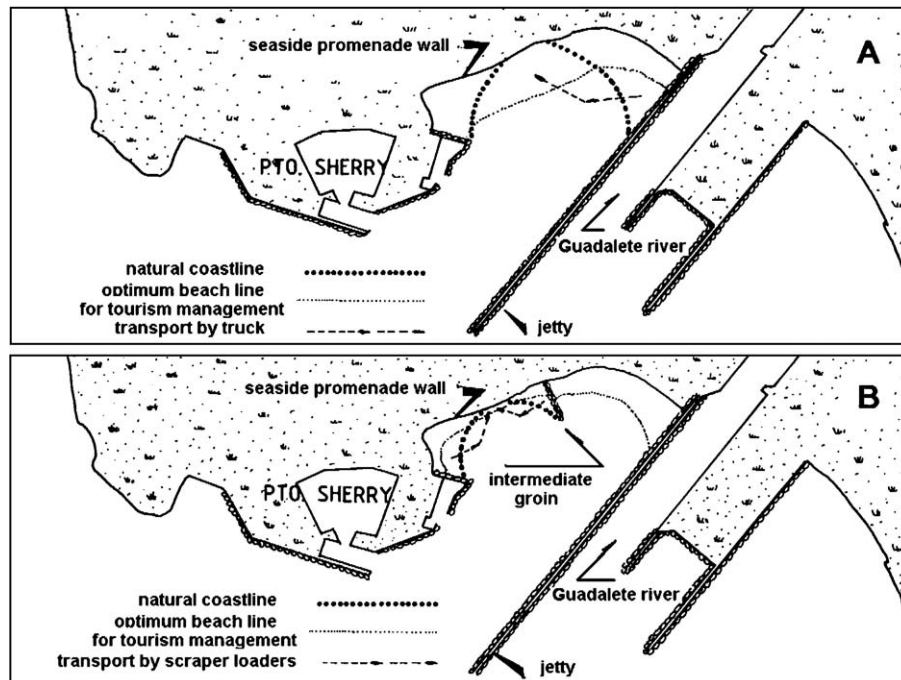 A
seaside promenade wall
PTO. SHERRY
Guadalete river
natural coastline
optimum beach line
for tourism management
transport by truck
jetty
B
seaside promenade wall
intermediate
groin
PTO. SHERRY
Guadalete river
natural coastline
optimum beach line
for tourism management
transport by scraper loaders
jetty